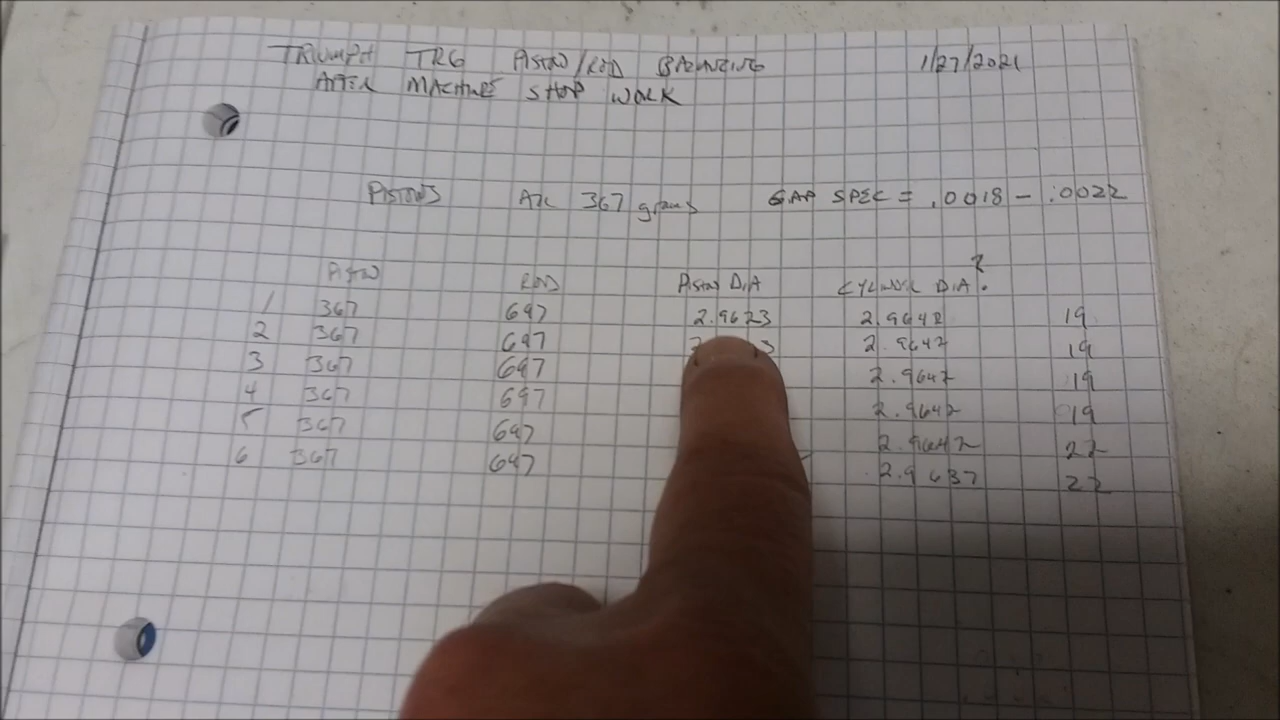 TRIUMPH TR6 PISTON/ROD BALANCING 1/27/2021
AFTER MACHINE SHOP WORK
PISTONS ALL 367 grams GAP SPEC = .0018 - .0022
PISTON ROD PISTON DIA CYLINDER DIA. ?
1 367 697 2.9623 2.9642 19
2 367 697 2.9642 19
3 367 697 2.9642 19
4 367 697 2.9642 19
5 367 697 2.9642 22
6 367 697 2.9637 22